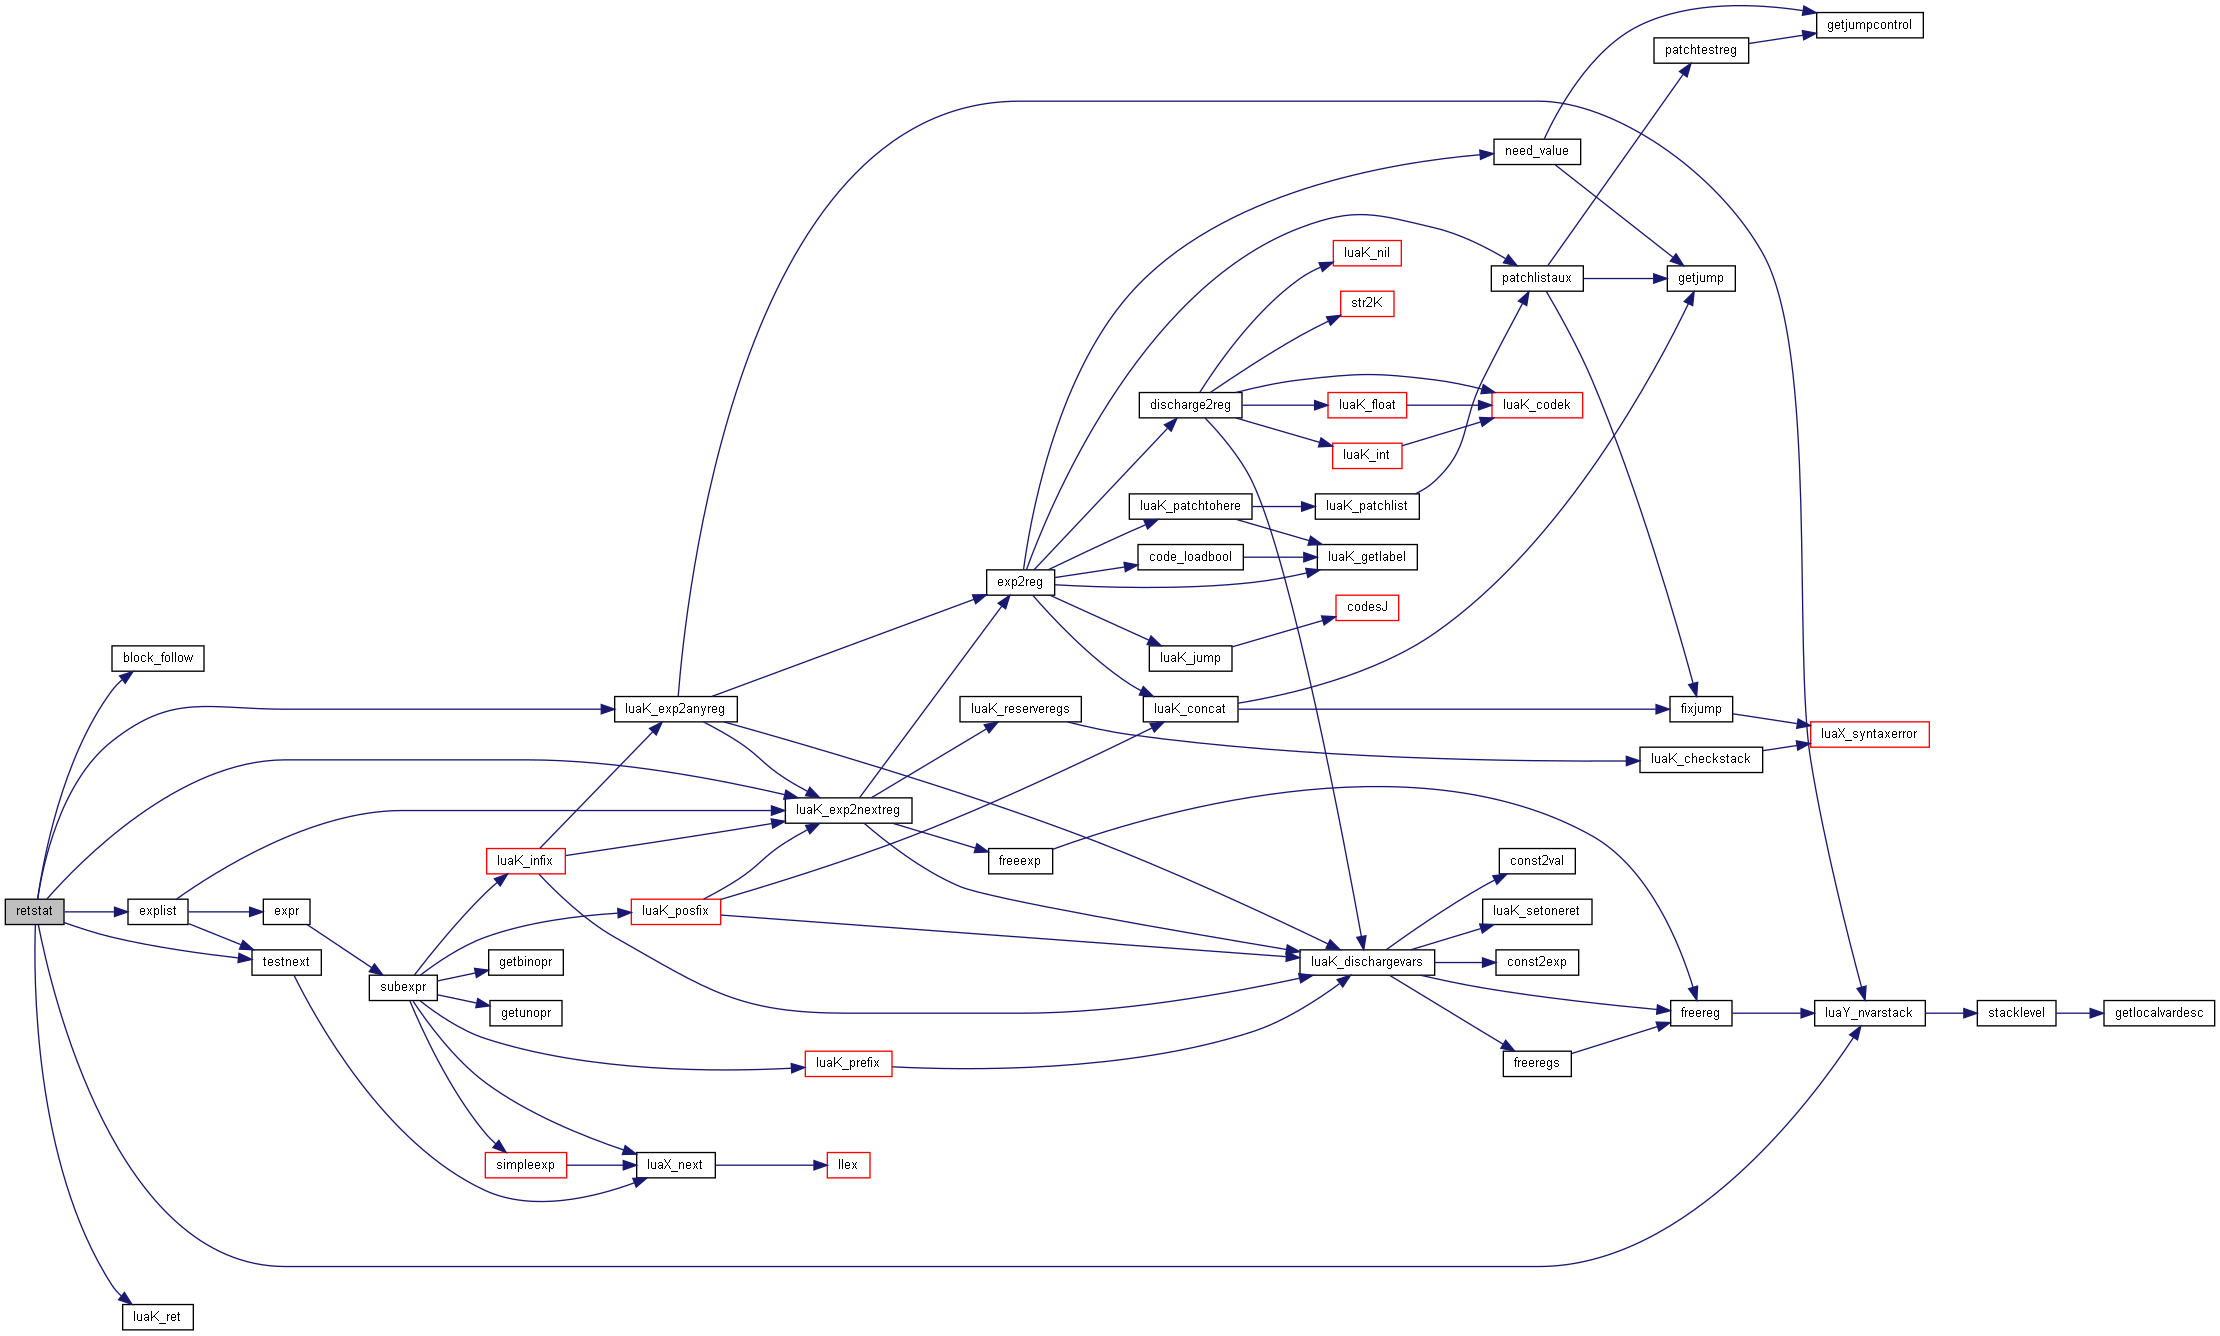 getjumpcontrol
patchtestreg
need_value
luaK_nil
patchlistaux
getjump
str2K
discharge2reg
luaK_float
luaK_codek
luaK_int
luaK_patchtohere
luaK_patchlist
code_loadbool
luaK_getlabel
exp2reg
codesJ
block_follow
luaK_jump
luaK_exp2anyreg
luaK_reserveregs
luaK_concat
fixjump
luaX_syntaxerror
luaK_checkstack
luaK_exp2nextreg
luaK_infix
freeexp
const2val
retstat
explist
expr
luaK_posfix
luaK_setoneret
testnext
getbinopr
luaK_dischargevars
const2exp
subexpr
getunopr
freereg
luaY_nvarstack
stacklevel
getlocalvardesc
luaK_prefix
freeregs
simpleexp
luaX_next
llex
luaK_ret